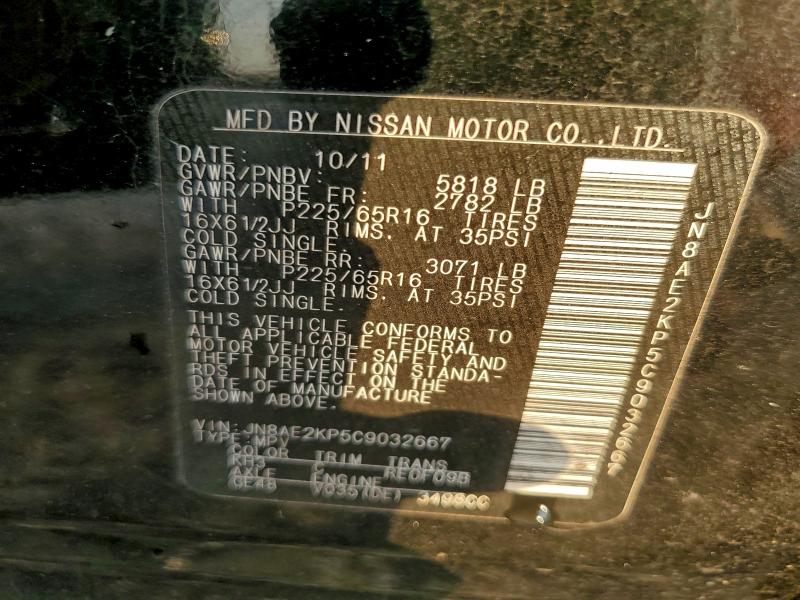 MFD BY NISSAN MOTOR CO.,LTD.
DATE: 10/11
GVWR/PNBV: 5818 LB
GAWR/PNBE FR: 2782 LB
WITH P225/65R16 TIRES
16X61/2JJ RIMS. AT 35PSI
COLD SINGLE.
GAWR/PNBE RR: 3071 LB
WITH P225/65R16 TIRES
16X61/2JJ RIMS. AT 35PSI
COLD SINGLE.
THIS VEHICLE CONFORMS TO
ALL APPLICABLE FEDERAL
MOTOR VEHICLE SAFETY AND
THEFT PREVENTION STANDA-
RDS IN EFFECT ON THE
DATE OF MANUFACTURE
SHOWN ABOVE.
VIN: JN8AE2KP5C9032667
TYPE: MPV
COLOR TRIM TRANS
KH3 RE0F09B
AXLE ENGINE
VQ35(DE) 3498CC
JN8AE2KP5C9032667